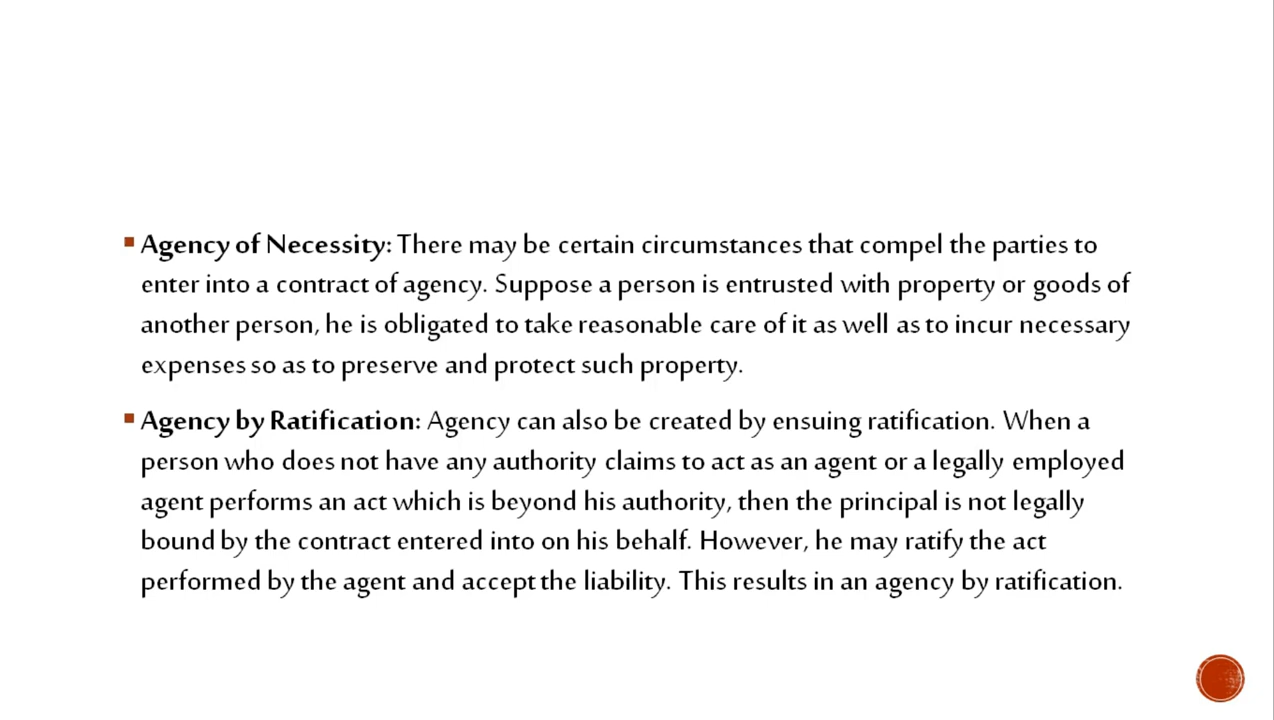 ▪ Agency of Necessity: There may be certain circumstances that compel the parties to
enter into a contract of agency. Suppose a person is entrusted with property or goods of
another person, he is obligated to take reasonable care of it as well as to incur necessary
expenses so as to preserve and protect such property.
▪ Agency by Ratification: Agency can also be created by ensuing ratification. When a
person who does not have any authority claims to act as an agent or a legally employed
agent performs an act which is beyond his authority, then the principal is not legally
bound by the contract entered into on his behalf. However, he may ratify the act
performed by the agent and accept the liability. This results in an agency by ratification.